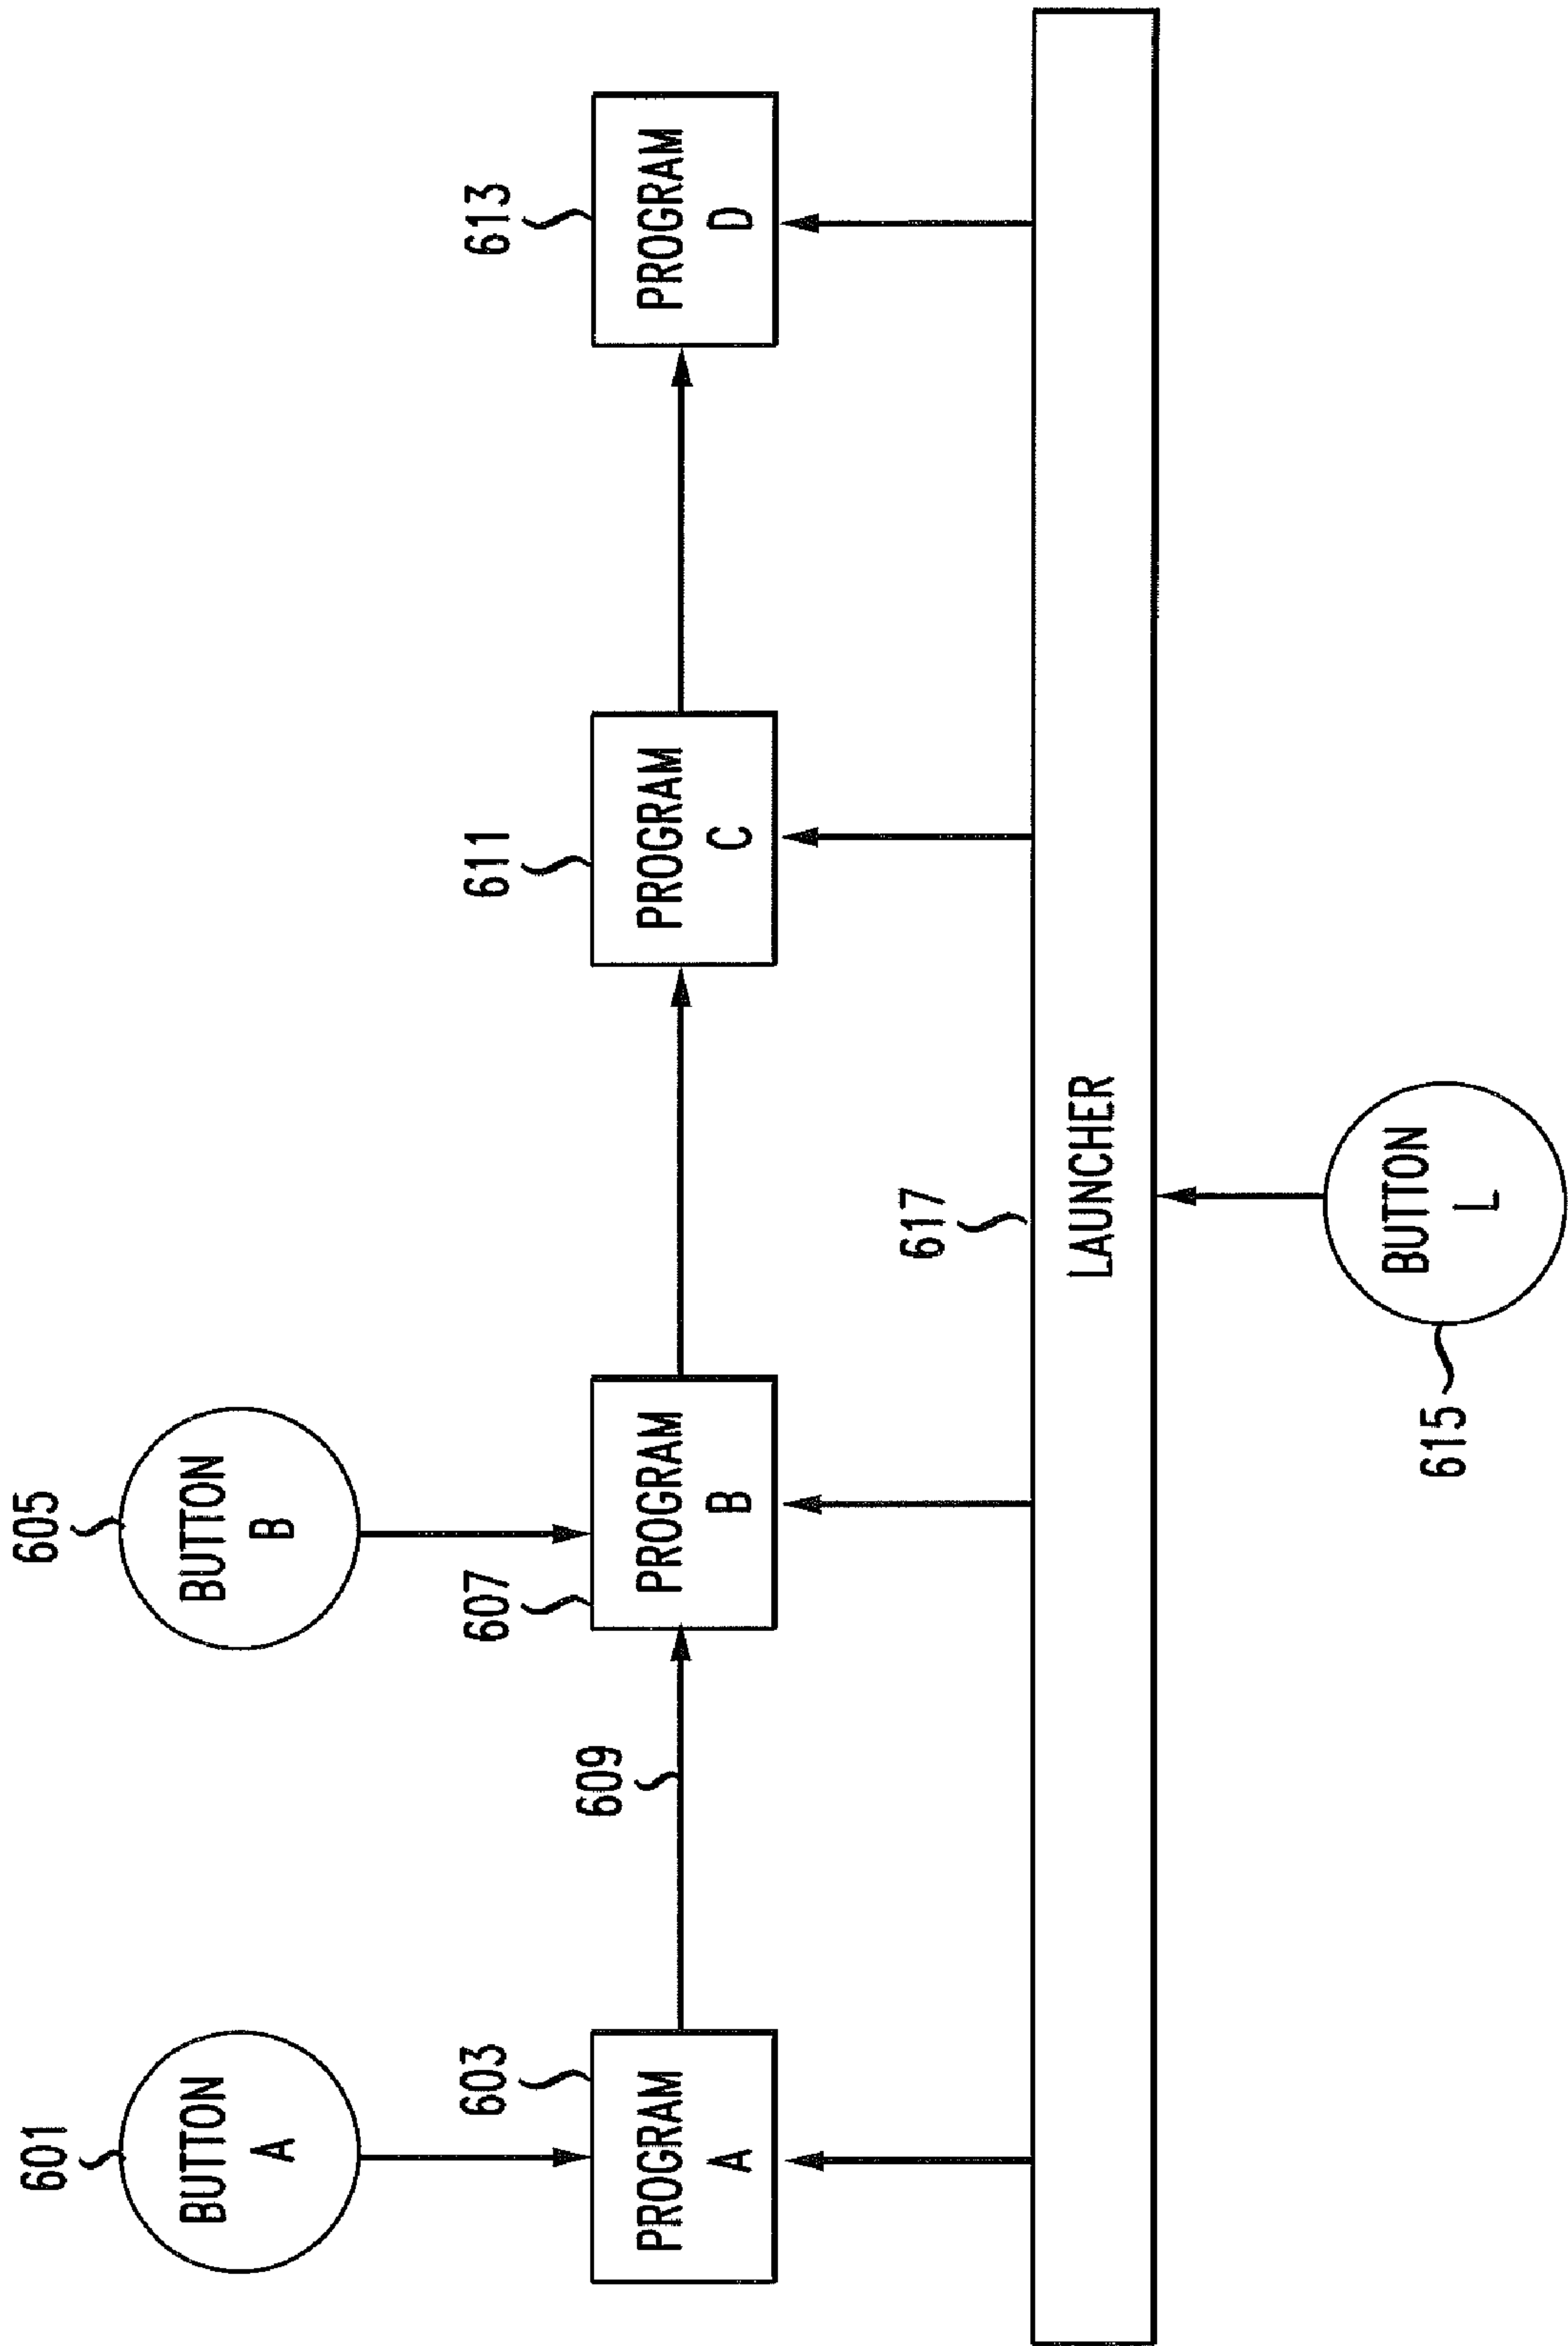 601
BUTTON
A
605
BUTTON
B
603
PROGRAM
A
609
607
PROGRAM
B
611
PROGRAM
C
613
PROGRAM
D
617
LAUNCHER
615
BUTTON
L